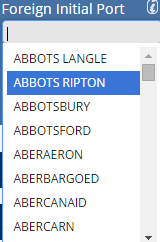 Foreign Initial Port
ABBOTS LANGLE
ABBOTS RIPTON
ABBOTSBURY
ABBOTSFORD
ABERAERON
ABERBARGOED
ABERCANAID
ABERCARN